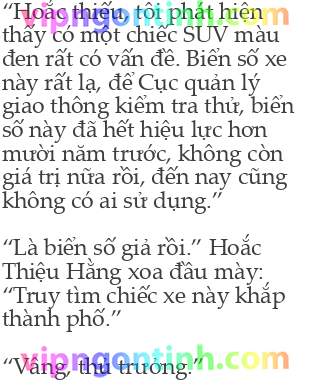 “Hoắc thiếu, tôi phát hiện
thấy có một chiếc SUV màu
đen rất có vấn đề. Biển số xe
này rất lạ, để Cục quản lý
giao thông kiểm tra thử, biển
số này đã hết hiệu lực hơn
mười năm trước, không còn
giá trị nữa rồi, đến nay cũng
không có ai sử dụng.”
“Là biển số giả rồi.” Hoắc
Thiệu Hằng xoa đầu mày:
“Truy tìm chiếc xe này khắp
thành phố.”
“Vâng, thủ trưởng.”
vipngontinh.com
vipngontinh.com